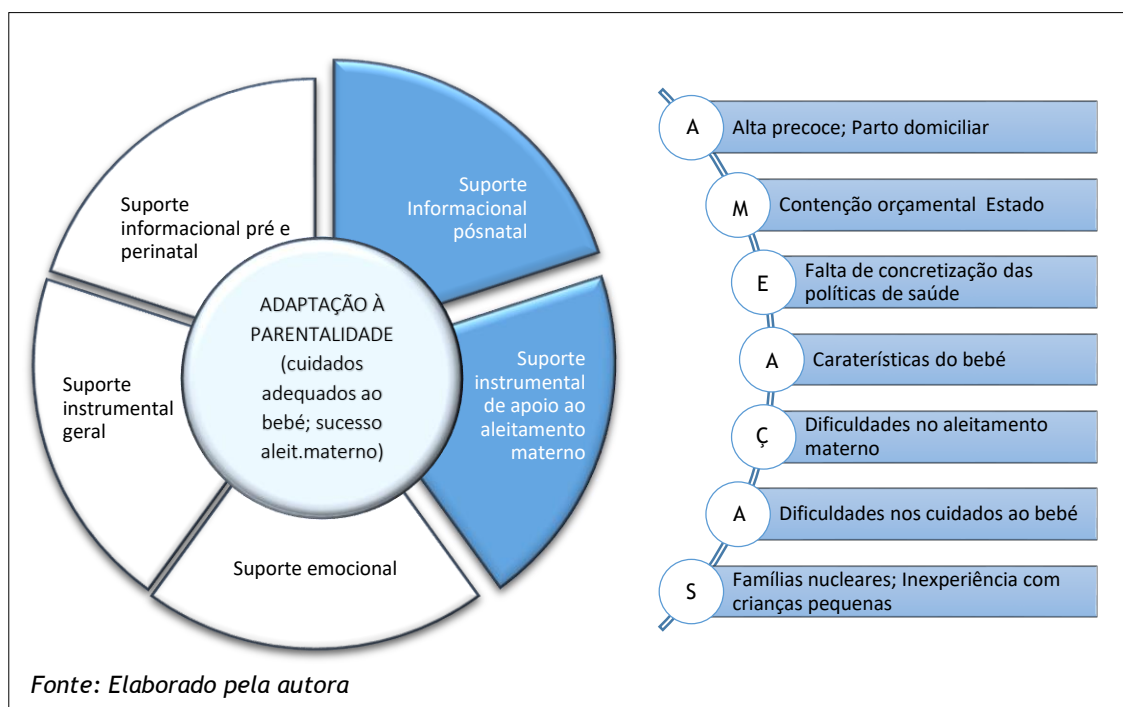 Suporte
informacional pré e
perinatal
Suporte
Informacional
pósnatal
ADAPTAÇÃO À
PARENTALIDADE
(cuidados
adequados ao
bebé; sucesso
aleit.materno)
Suporte
instrumental
geral
Suporte
instrumental
de apoio ao
aleitamento
materno
Suporte emocional
A
Alta precoce; Parto domiciliar
M
Contenção orçamental Estado
E
Falta de concretização das
políticas de saúde
A
Caraterísticas do bebé
Ç
Dificuldades no aleitamento
materno
A
Dificuldades nos cuidados ao bebé
S
Famílias nucleares; Inexperiência com
crianças pequenas
Fonte: Elaborado pela autora